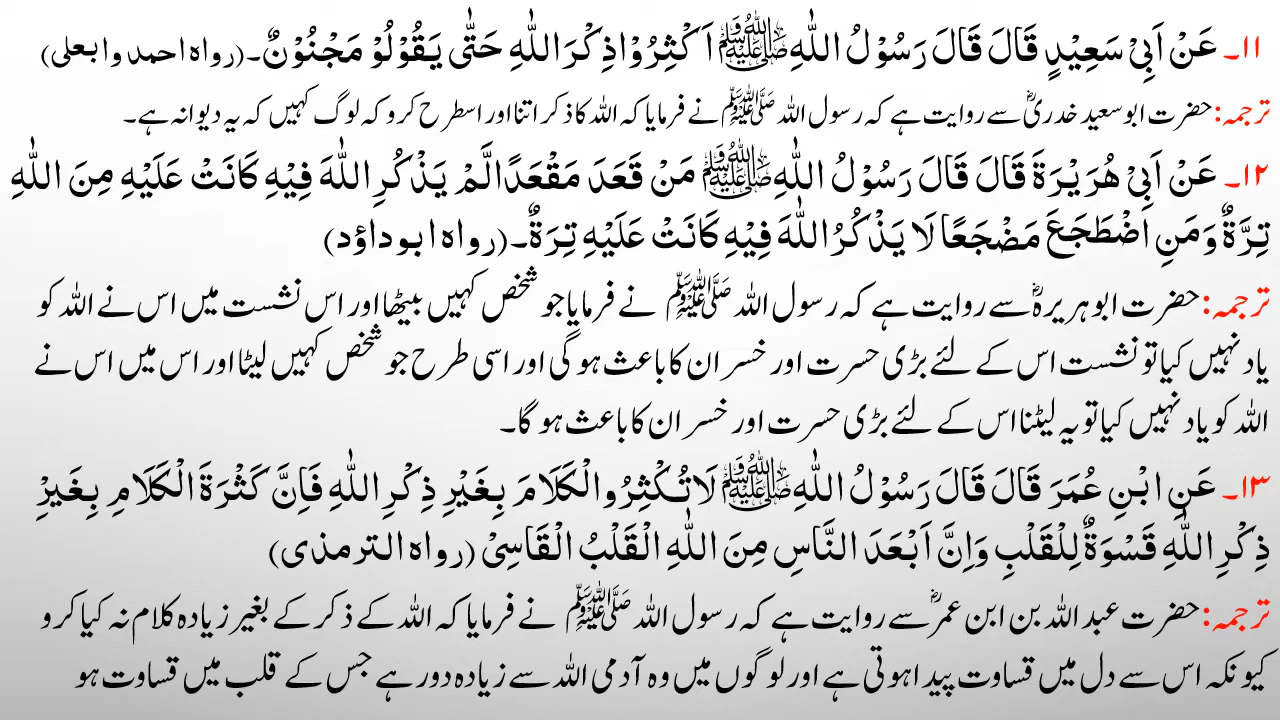 ۱۱۔ عَنْ اَبِیْ سَعِیْدٍ قَالَ قَالَ رَسُوْلُ اللّٰہِﷺ اَکْثِرُوْا ذِکْرَ اللّٰہِ حَتّٰی یَقُوْلُوْ مَجْنُوْنٌ۔(رواہ احمد وابعلی)
ترجمہ: حضرت ابوسعید خدریؓ سے روایت ہے کہ رسول اللہ ﷺ نے فرمایا کہ اللہ کا ذکر اتنا اور اسطرح کرو کہ لوگ کہیں کہ یہ دیوانہ ہے۔
۱۲۔ عَنْ اَبِیْ ھُرَیْرَۃَ قَالَ قَالَ رَسُوْلُ اللّٰہِﷺ مَنْ قَعَدَ مَقْعَدًالَّمْ یَذْکُرِ اللّٰہَ فِیْہِ کَانَتْ عَلَیْہِ مِنَ اللّٰہِ
تِرَّۃٌ وَمَنِ اضْطَجَعَ مَضْجَعًا لَا یَذْکُرُ اللّٰہَ فِیْہِ کَانَتْ عَلَیْہِ تِرَۃٌ۔(رواہ ابوداؤد)
ترجمہ: حضرت ابوہریرہؓ سے روایت ہے کہ رسول اللہ ﷺ نے فرمایا جو شخص کہیں بیٹھا اور اس نشست میں اس نے اللہ کو
یاد نہیں کیا تو نشست اس کے لئے بڑی حسرت اور خسران کا باعث ہوگی اور اسی طرح جو شخص کہیں لیٹا اور اس میں اس نے
اللہ کو یاد نہیں کیا تو یہ لیٹنا اس کے لئے بڑی حسرت اور خسران کا باعث ہو گا۔
۱۳۔ عَنِ ابْنِ عُمَرَ قَالَ قَالَ رَسُوْلُ اللّٰہِﷺ لَا تُکْثِرُوالْکَلَامَ بِغَیْرِ ذِکْرِ اللّٰہِ فَاِنَّ کَثْرَۃَ الْکَلَامِ بِغَیْرِ
ذِکْرِ اللّٰہِ قَسْوَۃٌ لِلْقَلْبِ وَاِنَّ اَبْعَدَ النَّاسِ مِنَ اللّٰہِ الْقَلْبُ الْقَاسِیْ (رواہ الترمذی)
ترجمہ: حضرت عبداللہ بن ابن عمرؓ سے روایت ہے کہ رسول اللہ ﷺ نے فرمایا کہ اللہ کے ذکر کے بغیر زیادہ کلام نہ کیا کرو
کیونکہ اس سے دل میں قساوت پیدا ہوتی ہے اور لوگوں میں وہ آدمی اللہ سے زیادہ دور ہے جس کے قلب میں قساوت ہو